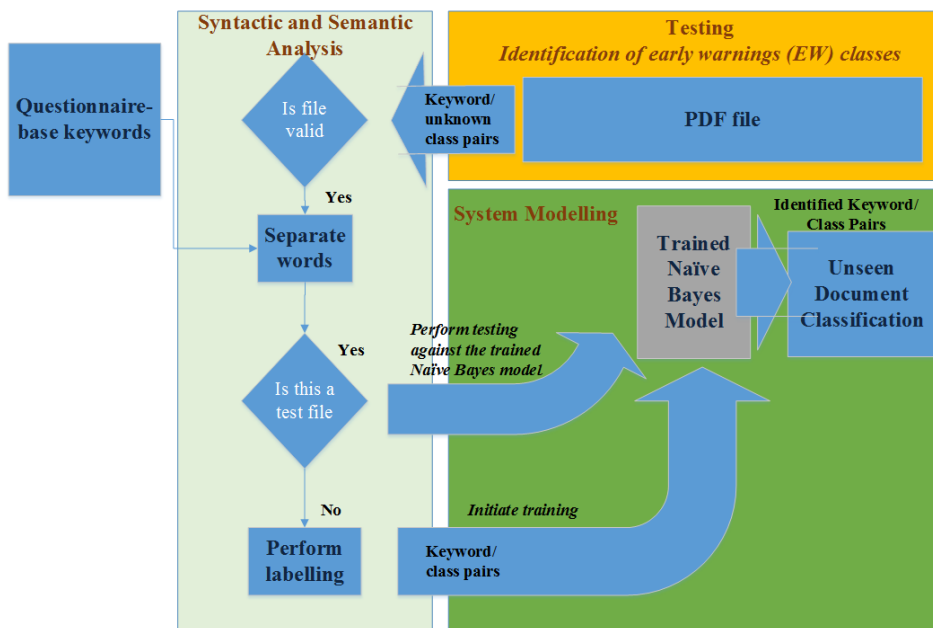 Syntactic and Semantic
Analysis
Testing
Identification of early warnings (EW) classes
Questionnaire-
base keywords
Is file
valid
Keyword/
unknown
class pairs
PDF file
Yes
Separate
words
System Modelling
Identified Keyword/
Class Pairs
Trained
Naïve
Bayes
Model
Unseen
Document
Classification
Yes
Perform testing
against the trained
Naïve Bayes model
Is this a
test file
No
Initiate training
Perform
labelling
Keyword/
class pairs